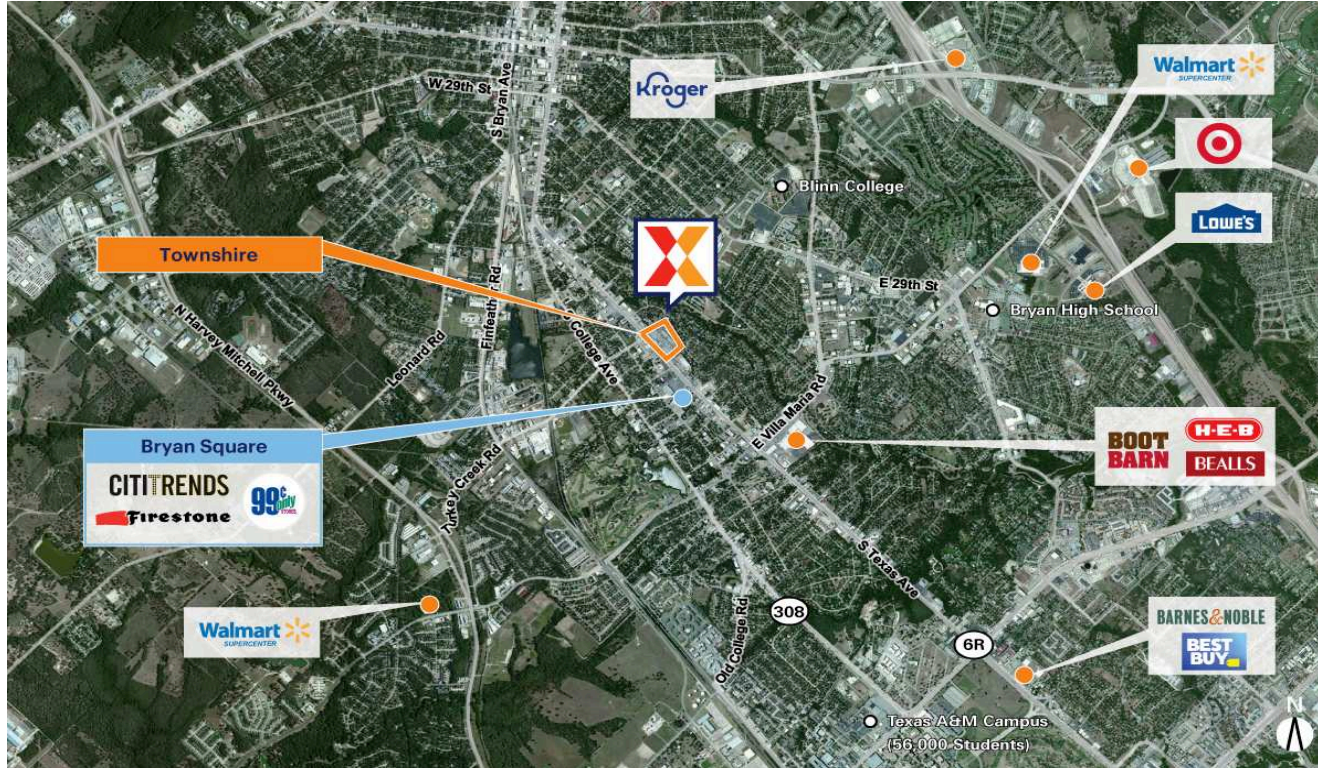 W 29th St
S Bryan Ave
Kroger
Walmart
SUPERCENTER
Blinn College
LOWE'S
Townshire
Finfeather Rd
E 29th St
Bryan High School
N Harvey Mitchell Pkwy
Leonard Rd
College Ave
E Villa Maria Rd
Bryan Square
CITITRENDS
Firestone
99¢
only
STORES
Turkey Creek Rd
BOOT
BARN
H-E-B
BEALLS
S Texas Ave
Walmart
SUPERCENTER
Old College Rd
308
6R
BARNES&NOBLE
BEST
BUY
Texas A&M Campus
(56,000 Students)
N